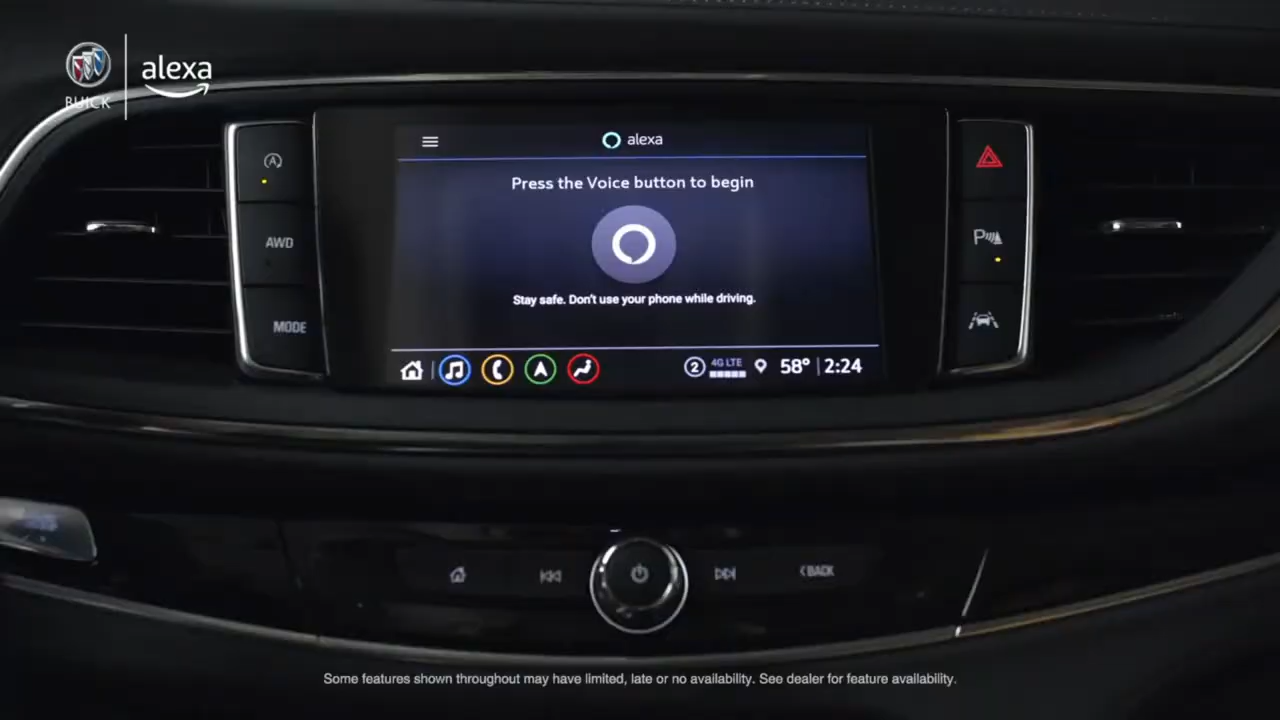 BUICK
alexa
alexa
Press the Voice button to begin
AWD
MODE
Stay safe. Don't use your phone while driving.
2 4G LTE 58° 2:24
BACK
Some features shown throughout may have limited, late or no availability. See dealer for feature availability.